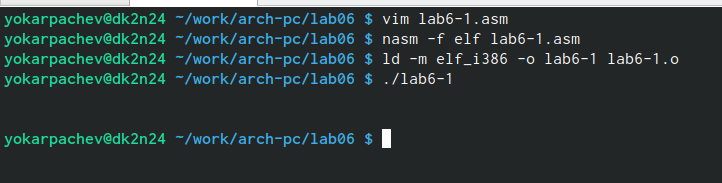 yokarpachev@dk2n24 ~/work/arch-pc/lab06 $ vim lab6-1.asm
yokarpachev@dk2n24 ~/work/arch-pc/lab06 $ nasm -f elf lab6-1.asm
yokarpachev@dk2n24 ~/work/arch-pc/lab06 $ ld -m elf_i386 -o lab6-1 lab6-1.o
yokarpachev@dk2n24 ~/work/arch-pc/lab06 $ ./lab6-1
yokarpachev@dk2n24 ~/work/arch-pc/lab06 $